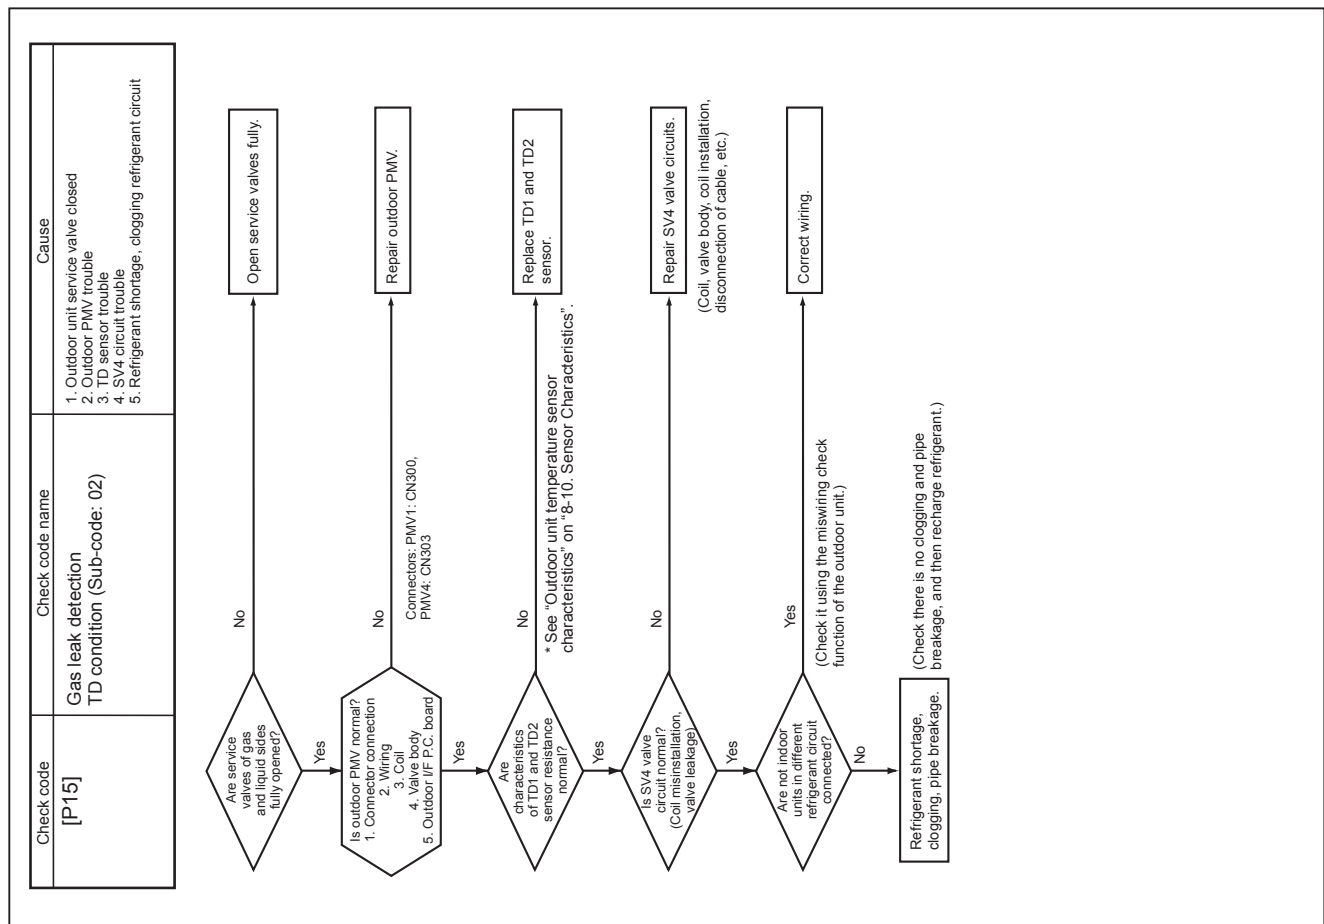 Check code
Check code name
Cause
[P15]
Gas leak detection
TD condition (Sub-code: 02)
1. Outdoor unit service valve closed
2. Outdoor PMV trouble
3. TD sensor trouble
4. SV4 circuit trouble
5. Refrigerant shortage, clogging refrigerant circuit
Are service
valves of gas
and liquid sides
fully opened?
No
Open service valves fully.
Yes
Is outdoor PMV normal?
1. Connector connection
2. Wiring
3. Coil
4. Valve body
5. Outdoor I/F P.C. board
No
Repair outdoor PMV.
Connectors: PMV1: CN300,
PMV4: CN303
Yes
Are
characteristics
of TD1 and TD2
sensor resistance
normal?
No
Replace TD1 and TD2
sensor.
* See “Outdoor unit temperature sensor
characteristics” on “8-10. Sensor Characteristics”.
Yes
Is SV4 valve
circuit normal?
(Coil misinstallation,
valve leakage)
No
Repair SV4 valve circuits.
(Coil, valve body, coil installation,
disconnection of cable, etc.)
Yes
Are not indoor
units in different
refrigerant circuit
connected?
Yes
Correct wiring.
(Check it using the miswiring check
function of the outdoor unit.)
No
Refrigerant shortage,
clogging, pipe breakage.
(Check there is no clogging and pipe
breakage, and then recharge refrigerant.)